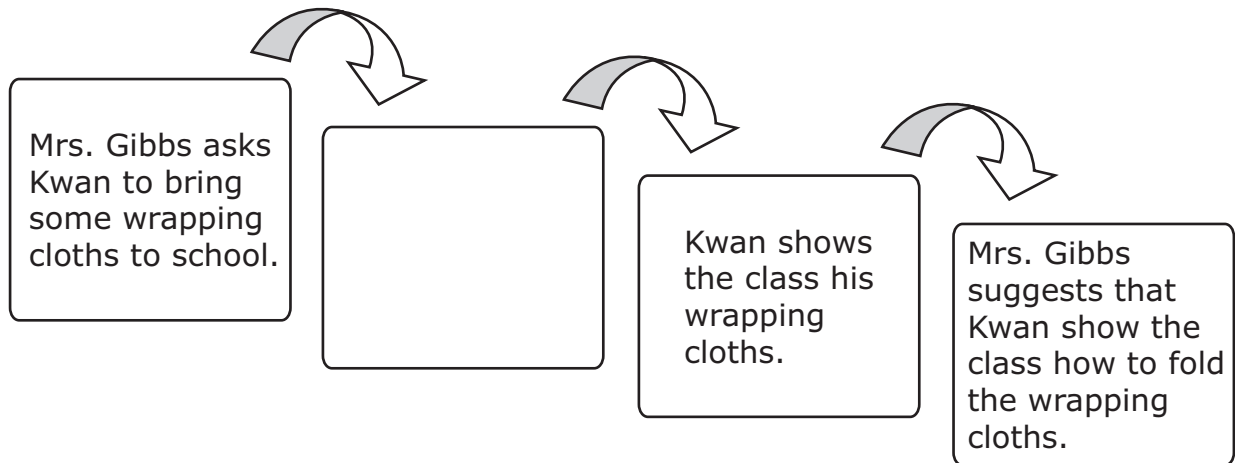 Mrs. Gibbs asks
Kwan to bring
some wrapping
cloths to school.
Kwan shows
the class his
wrapping
cloths.
Mrs. Gibbs
suggests that
Kwan show the
class how to fold
the wrapping
cloths.